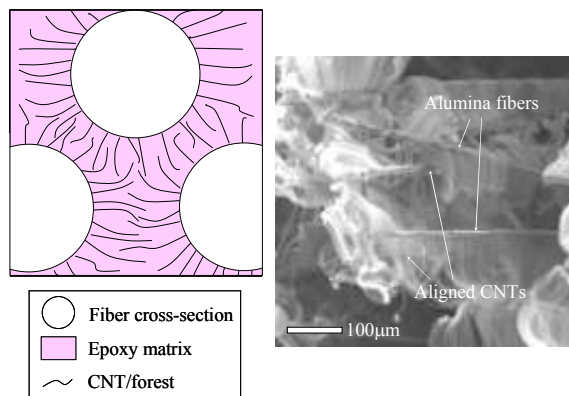 Fiber cross-section
Epoxy matrix
CNT/forest
Alumina fibers
Aligned CNTs
100μm